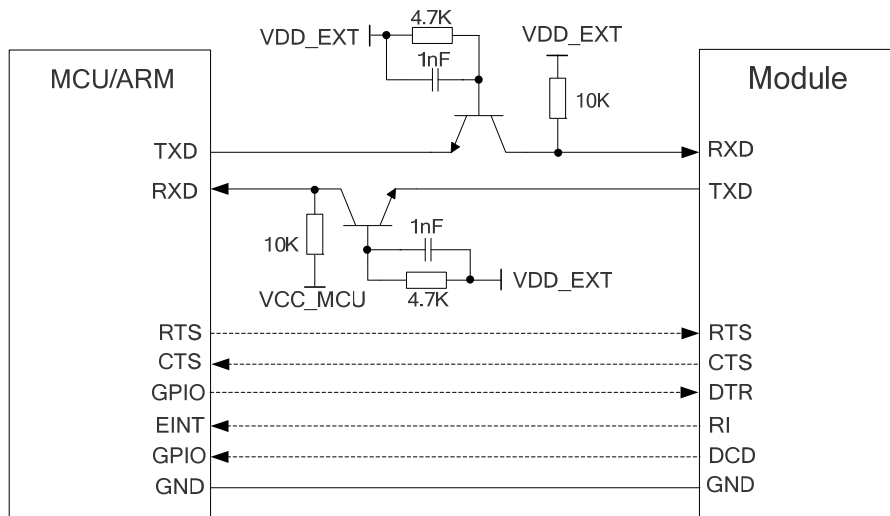 4.7K
VDD_EXT
1nF
VDD_EXT
10K
MCU/ARM
Module
TXD
RXD
RXD
TXD
10K
1nF
4.7K
VCC_MCU
VDD_EXT
RTS
RTS
CTS
CTS
GPIO
DTR
EINT
RI
GPIO
DCD
GND
GND